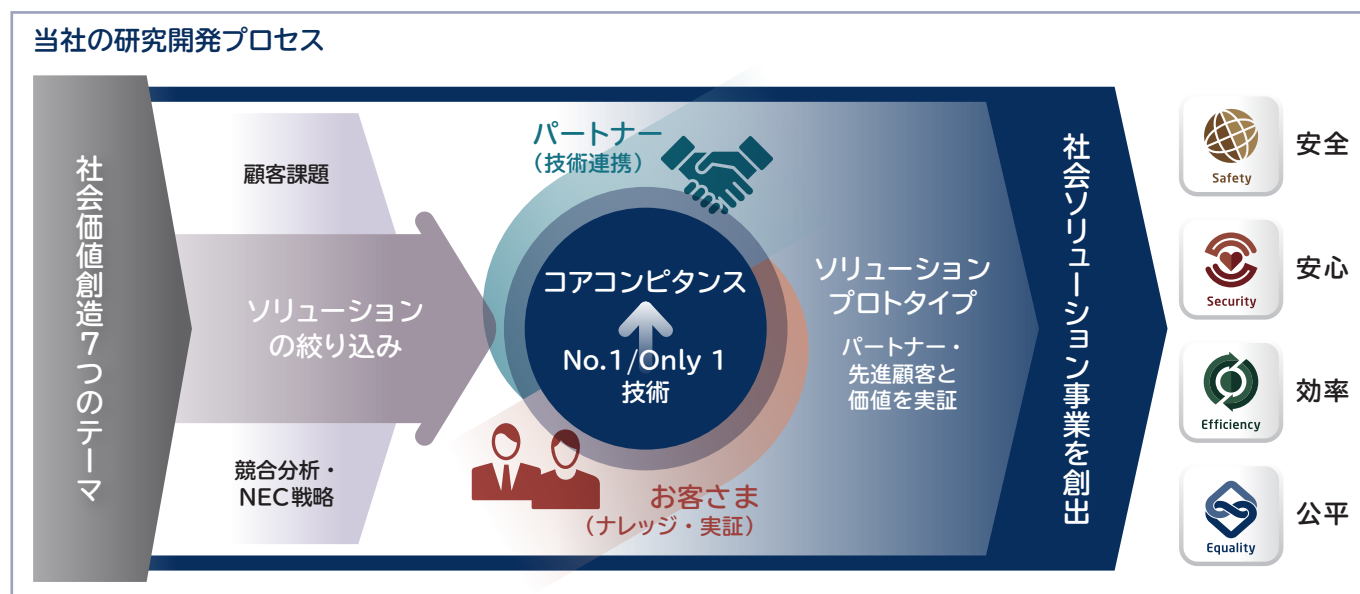 当社の研究開発プロセス
社会価値創造7つのテーマ
顧客課題
ソリューション
の絞り込み
競合分析・
NEC戦略
パートナー
（技術連携）
コアコンピタンス
No.1/Only 1
技術
お客さま
（ナレッジ・実証）
ソリューション
プロトタイプ
パートナー・
先進顧客と
価値を実証
社会ソリューション事業を創出
Safety
安全
Security
安心
Efficiency
効率
Equality
公平